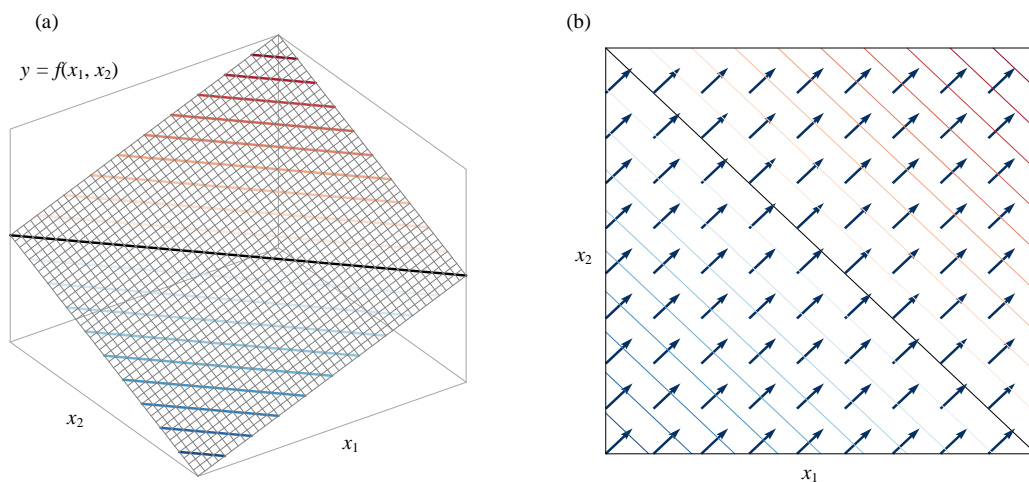 (a)
y = f(x₁, x₂)
x₂
x₁
(b)
x₂
x₁